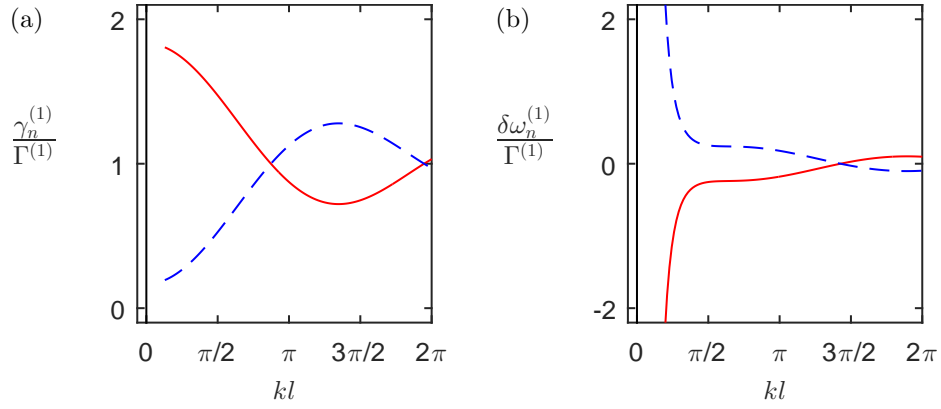 (a)
γ_n^{(1)} / Γ^{(1)}
2
1
0
0 π/2 π 3π/2 2π
kl
(b)
δω_n^{(1)} / Γ^{(1)}
2
0
-2
0 π/2 π 3π/2 2π
kl